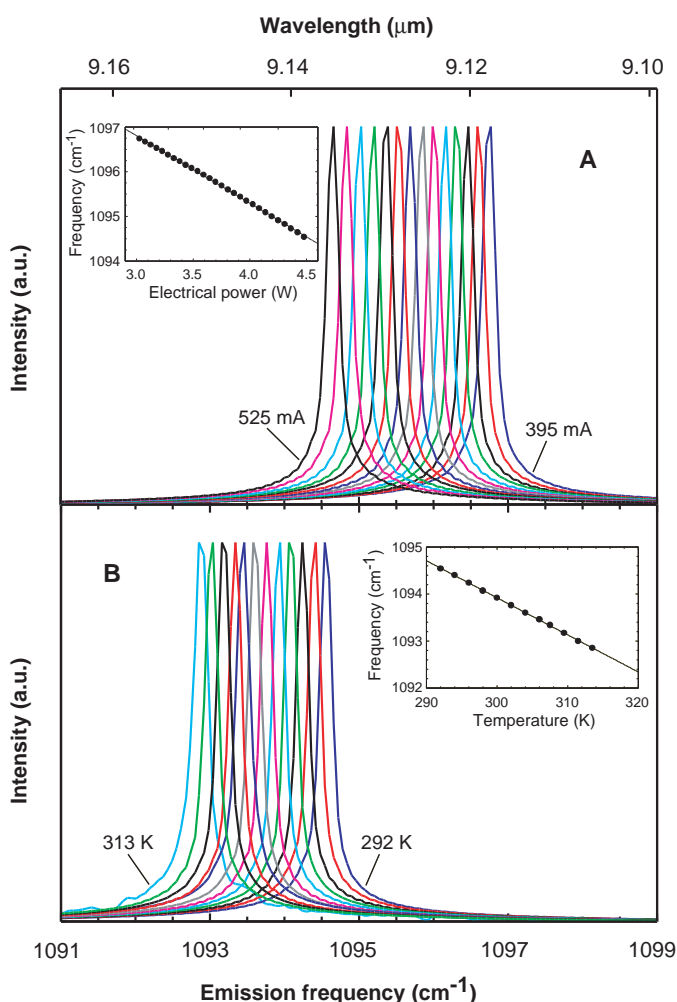 Wavelength (μm)
9.16 9.14 9.12 9.10
A
1097
1096
1095
1094
Frequency (cm⁻¹)
3.0 3.5 4.0 4.5
Electrical power (W)
Intensity (a.u.)
525 mA
395 mA
B
1095
1094
1093
1092
Frequency (cm⁻¹)
290 300 310 320
Temperature (K)
Intensity (a.u.)
313 K
292 K
1091 1093 1095 1097 1099
Emission frequency (cm⁻¹)